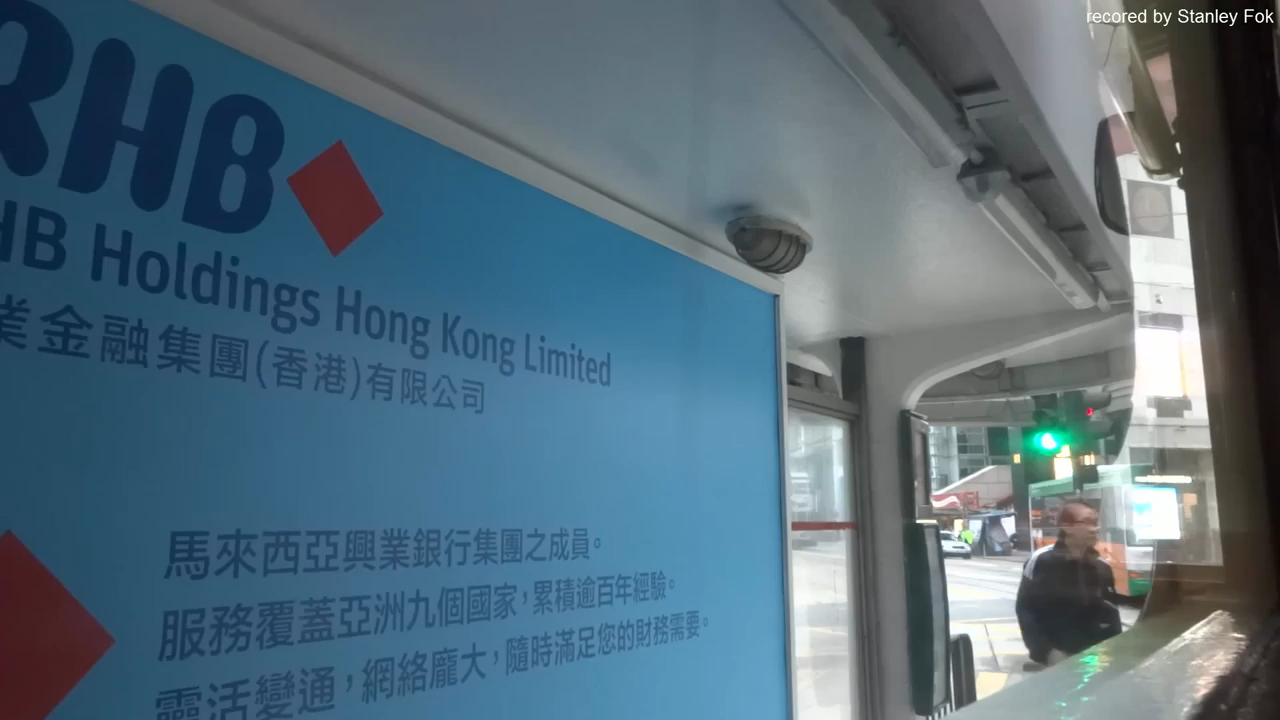 recored by Stanley Fok
RHB
HB Holdings Hong Kong Limited
業金融集團(香港)有限公司
馬來西亞興業銀行集團之成員。
服務覆蓋亞洲九個國家，累積逾百年經驗。
靈活變通，網絡龐大，隨時滿足您的財務需要。